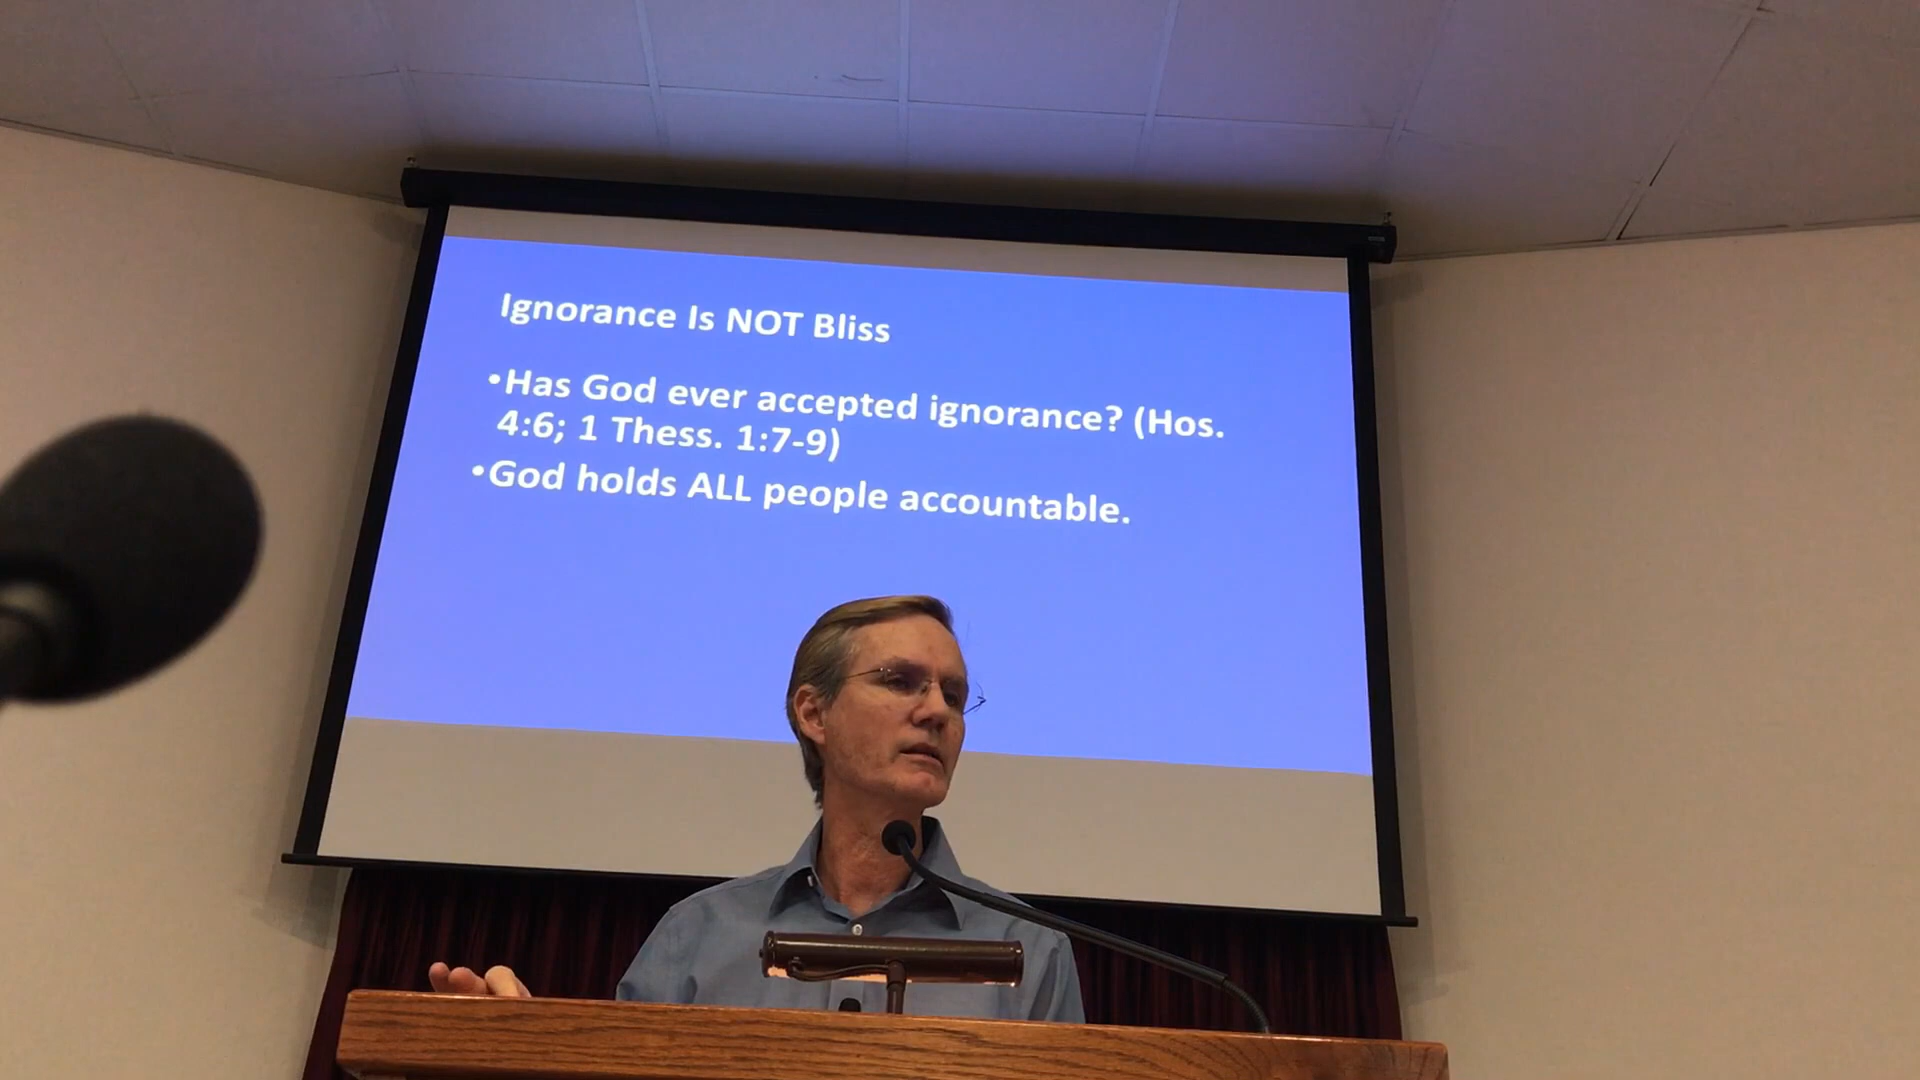 Ignorance Is NOT Bliss
•Has God ever accepted ignorance? (Hos.
4:6; 1 Thess. 1:7-9)
•God holds ALL people accountable.